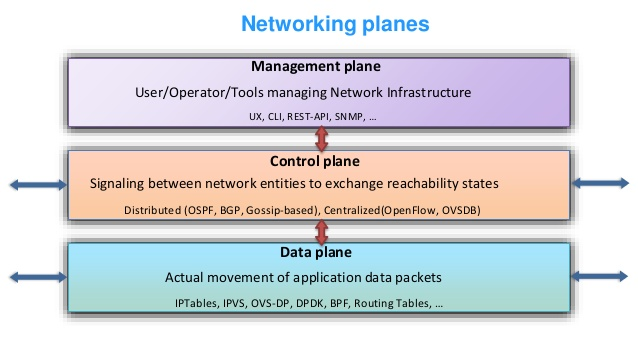 Networking planes
Management plane
User/Operator/Tools managing Network Infrastructure
UX, CLI, REST-API, SNMP, ...
Control plane
Signaling between network entities to exchange reachability states
Distributed (OSPF, BGP, Gossip-based), Centralized(OpenFlow, OVSDB)
Data plane
Actual movement of application data packets
IPTables, IPVS, OVS-DP, DPDK, BPF, Routing Tables, ...